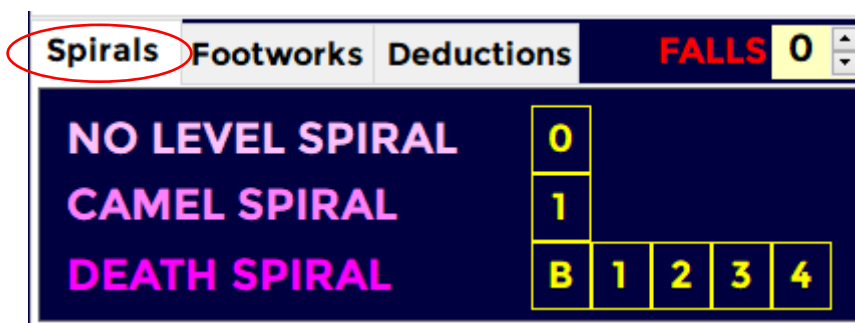 Spirals Footworks Deductions FALLS 0
NO LEVEL SPIRAL 0
CAMEL SPIRAL 1
DEATH SPIRAL B 1 2 3 4